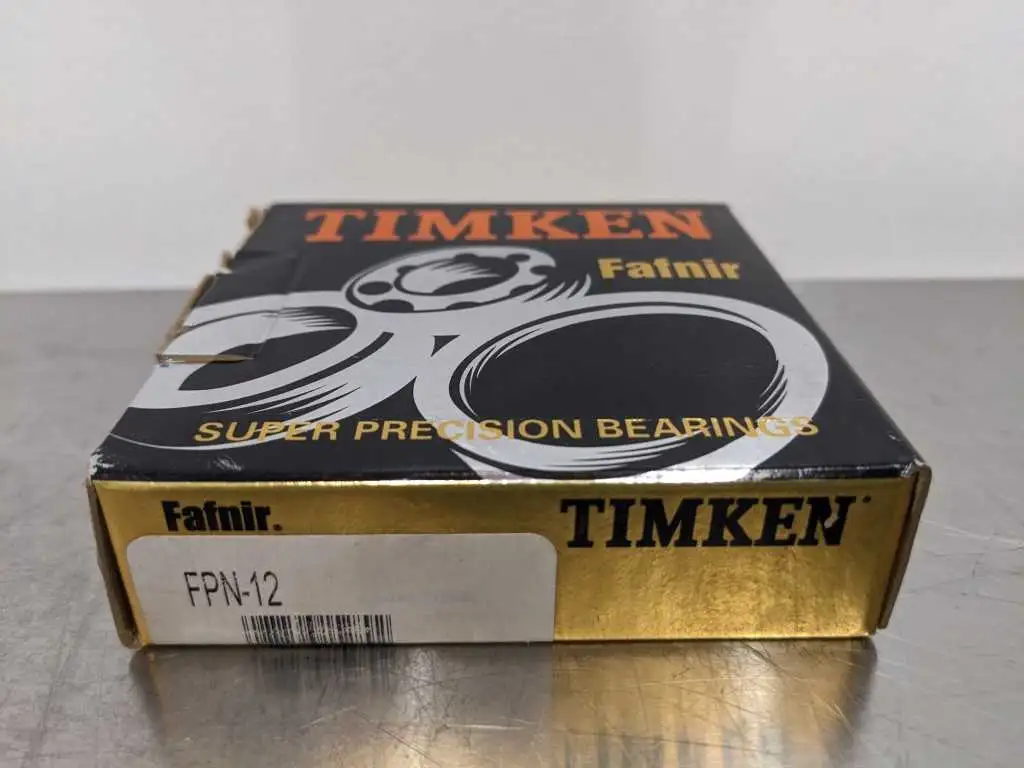 TIMKEN
Fafnir
SUPER PRECISION BEARINGS
Fafnir.
TIMKEN
FPN-12